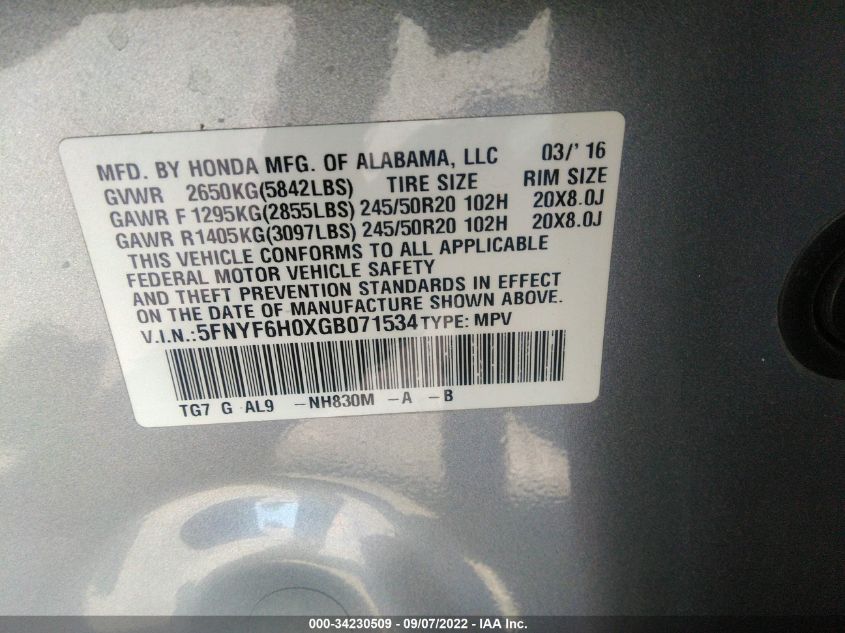 MFD. BY HONDA MFG. OF ALABAMA, LLC 03/' 16
GVWR 2650KG(5842LBS) TIRE SIZE RIM SIZE
GAWR F 1295KG(2855LBS) 245/50R20 102H 20X8.0J
GAWR R1405KG(3097LBS) 245/50R20 102H 20X8.0J
THIS VEHICLE CONFORMS TO ALL APPLICABLE
FEDERAL MOTOR VEHICLE SAFETY
AND THEFT PREVENTION STANDARDS IN EFFECT
ON THE DATE OF MANUFACTURE SHOWN ABOVE.
V.I.N.:5FNYF6H0XGB071534 TYPE: MPV
TG7 G AL9 -NH830M -A -B
000-34230509 - 09/07/2022 - IAA Inc.